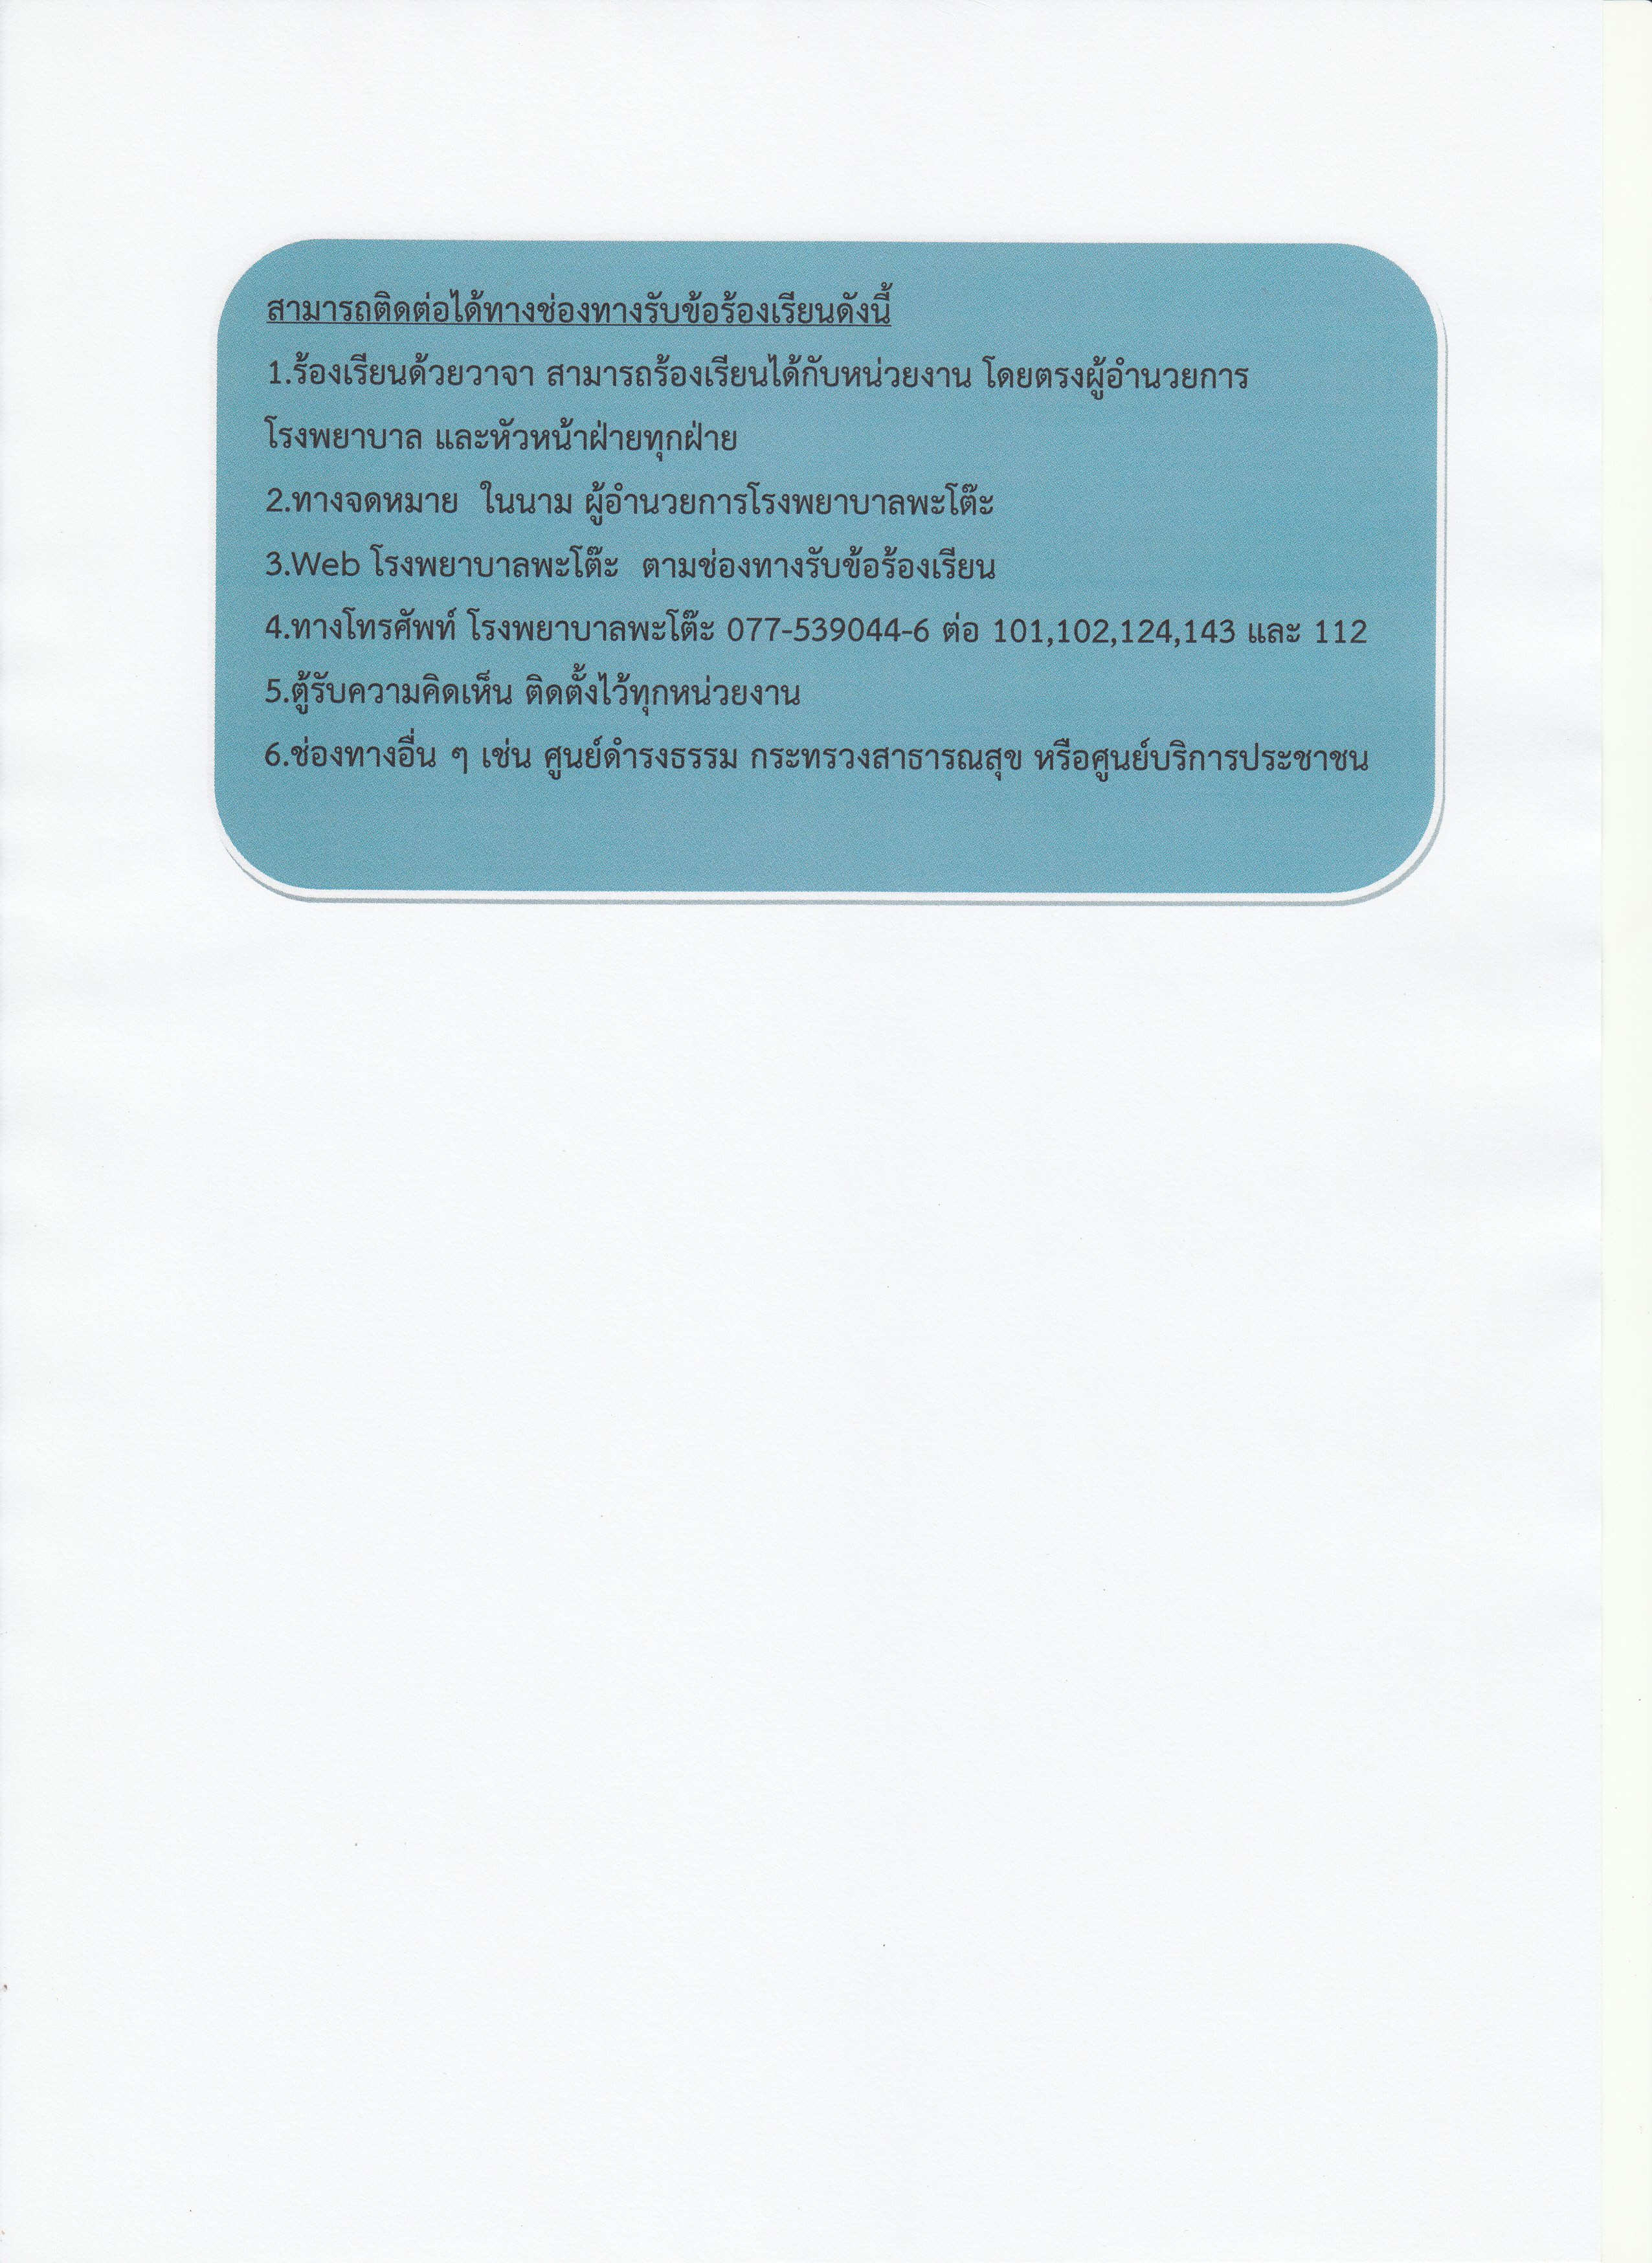 สามารถติดต่อได้ทางช่องทางรับข้อร้องเรียนดังนี้
1.ร้องเรียนด้วยวาจา สามารถร้องเรียนได้กับหน่วยงาน โดยตรงผู้อำนวยการ
โรงพยาบาล และหัวหน้าฝ่ายทุกฝ่าย
2.ทางจดหมาย ในนาม ผู้อำนวยการโรงพยาบาลพะโต๊ะ
3.Web โรงพยาบาลพะโต๊ะ ตามช่องทางรับข้อร้องเรียน
4.ทางโทรศัพท์ โรงพยาบาลพะโต๊ะ 077-539044-6 ต่อ 101,102,124,143 และ 112
5.ตู้รับความคิดเห็น ติดตั้งไว้ทุกหน่วยงาน
6.ช่องทางอื่น ๆ เช่น ศูนย์ดำรงธรรม กระทรวงสาธารณสุข หรือศูนย์บริการประชาชน